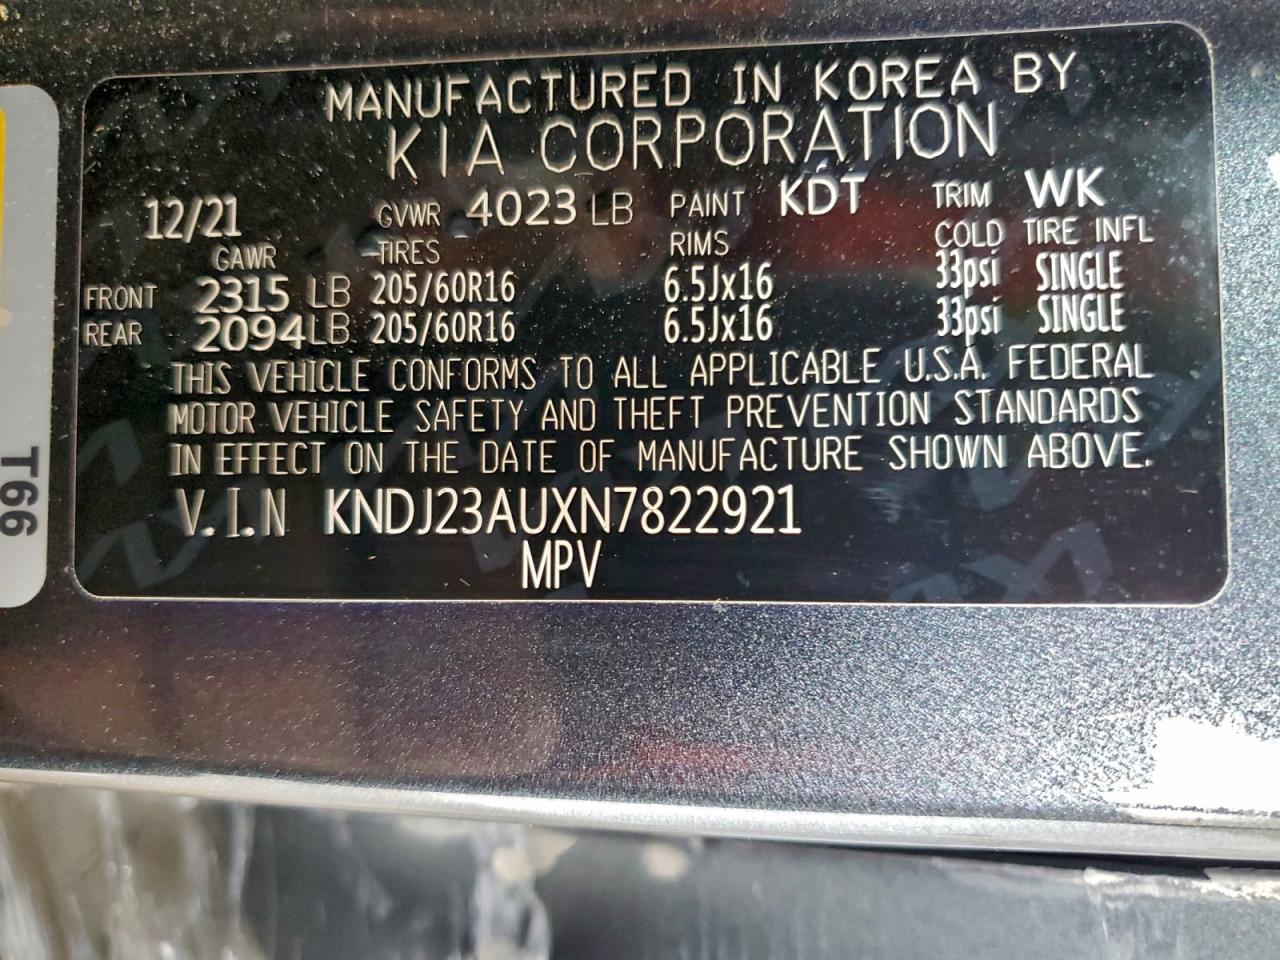 MANUFACTURED IN KOREA BY
KIA CORPORATION
12/21 GVWR 4023 LB PAINT KDT TRIM WK
GAWR TIRES RIMS COLD TIRE INFL
FRONT 2315 LB 205/60R16 6.5Jx16 33psi SINGLE
REAR 2094 LB 205/60R16 6.5Jx16 33psi SINGLE
THIS VEHICLE CONFORMS TO ALL APPLICABLE U.S.A. FEDERAL
MOTOR VEHICLE SAFETY AND THEFT PREVENTION STANDARDS
IN EFFECT ON THE DATE OF MANUFACTURE SHOWN ABOVE.
V.I.N KNDJ23AUXN7822921
MPV
T66